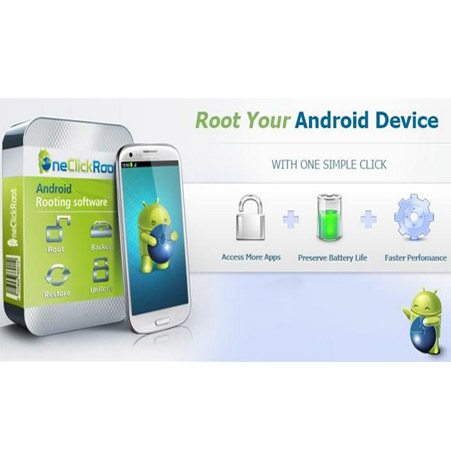 Root Your Android Device
WITH ONE SIMPLE CLICK
Access More Apps
Preserve Battery Life
Faster Perfomance
OneClickRoot
Android
Rooting software
Root
Backup
Restore
UnRoot
OneClickRoot